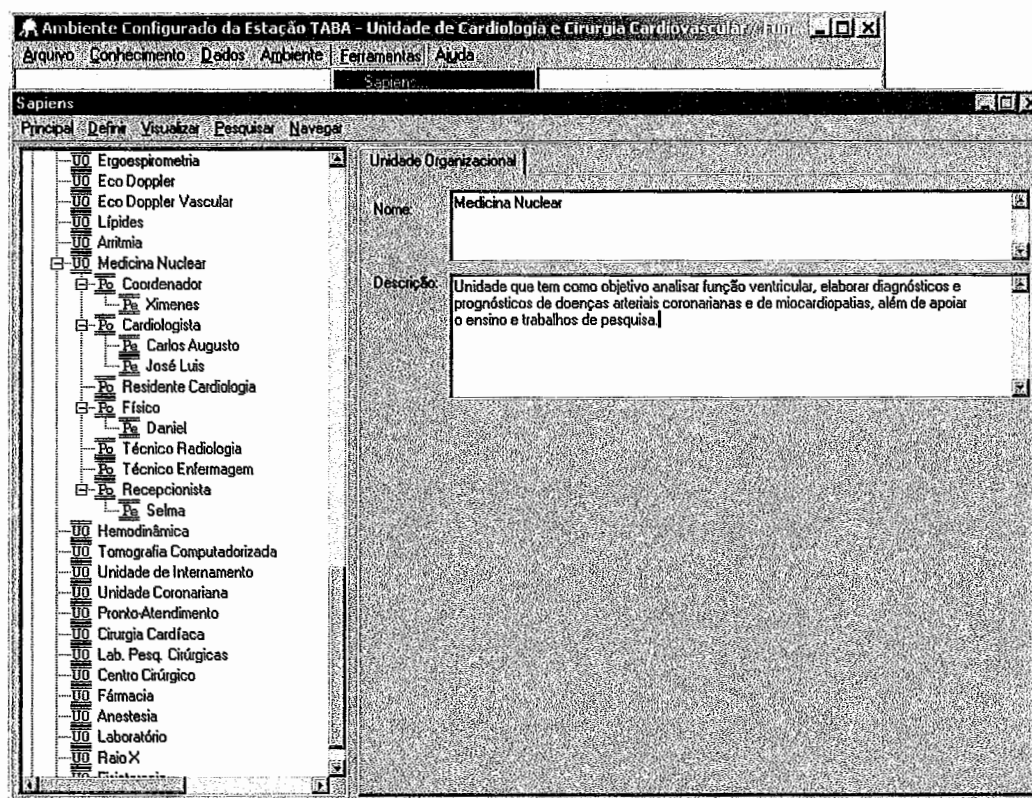 Ambiente Configurado da Estação TABA - Unidade de Cardiologia e Cirurgia Cardiovascular
Arquivo Conhecimento Dados Ambiente Ferramentas Ajuda
Sapiens...
Sapiens
Principal Definir Visualizar Pesquisar Navegar
UO Ergoespirometria
UO Eco Doppler
UO Eco Doppler Vascular
UO Lípides
UO Arritmia
UO Medicina Nuclear
Po Coordenador
Pe Ximenes
Po Cardiologista
Pe Carlos Augusto
Pe José Luis
Po Residente Cardiologia
Po Físico
Pe Daniel
Po Técnico Radiologia
Po Técnico Enfermagem
Po Recepcionista
Pe Selma
UO Hemodinâmica
UO Tomografia Computadorizada
UO Unidade de Internamento
UO Unidade Coronariana
UO Pronto-Atendimento
UO Cirurgia Cardíaca
UO Lab. Pesq. Cirúrgicas
UO Centro Cirúrgico
UO Fármacia
UO Anestesia
UO Laboratório
UO Raio X
Unidade Organizacional
Nome: Medicina Nuclear
Descrição: Unidade que tem como objetivo analisar função ventricular, elaborar diagnósticos e
prognósticos de doenças arteriais coronarianas e de miocardiopatias, além de apoiar
o ensino e trabalhos de pesquisa.